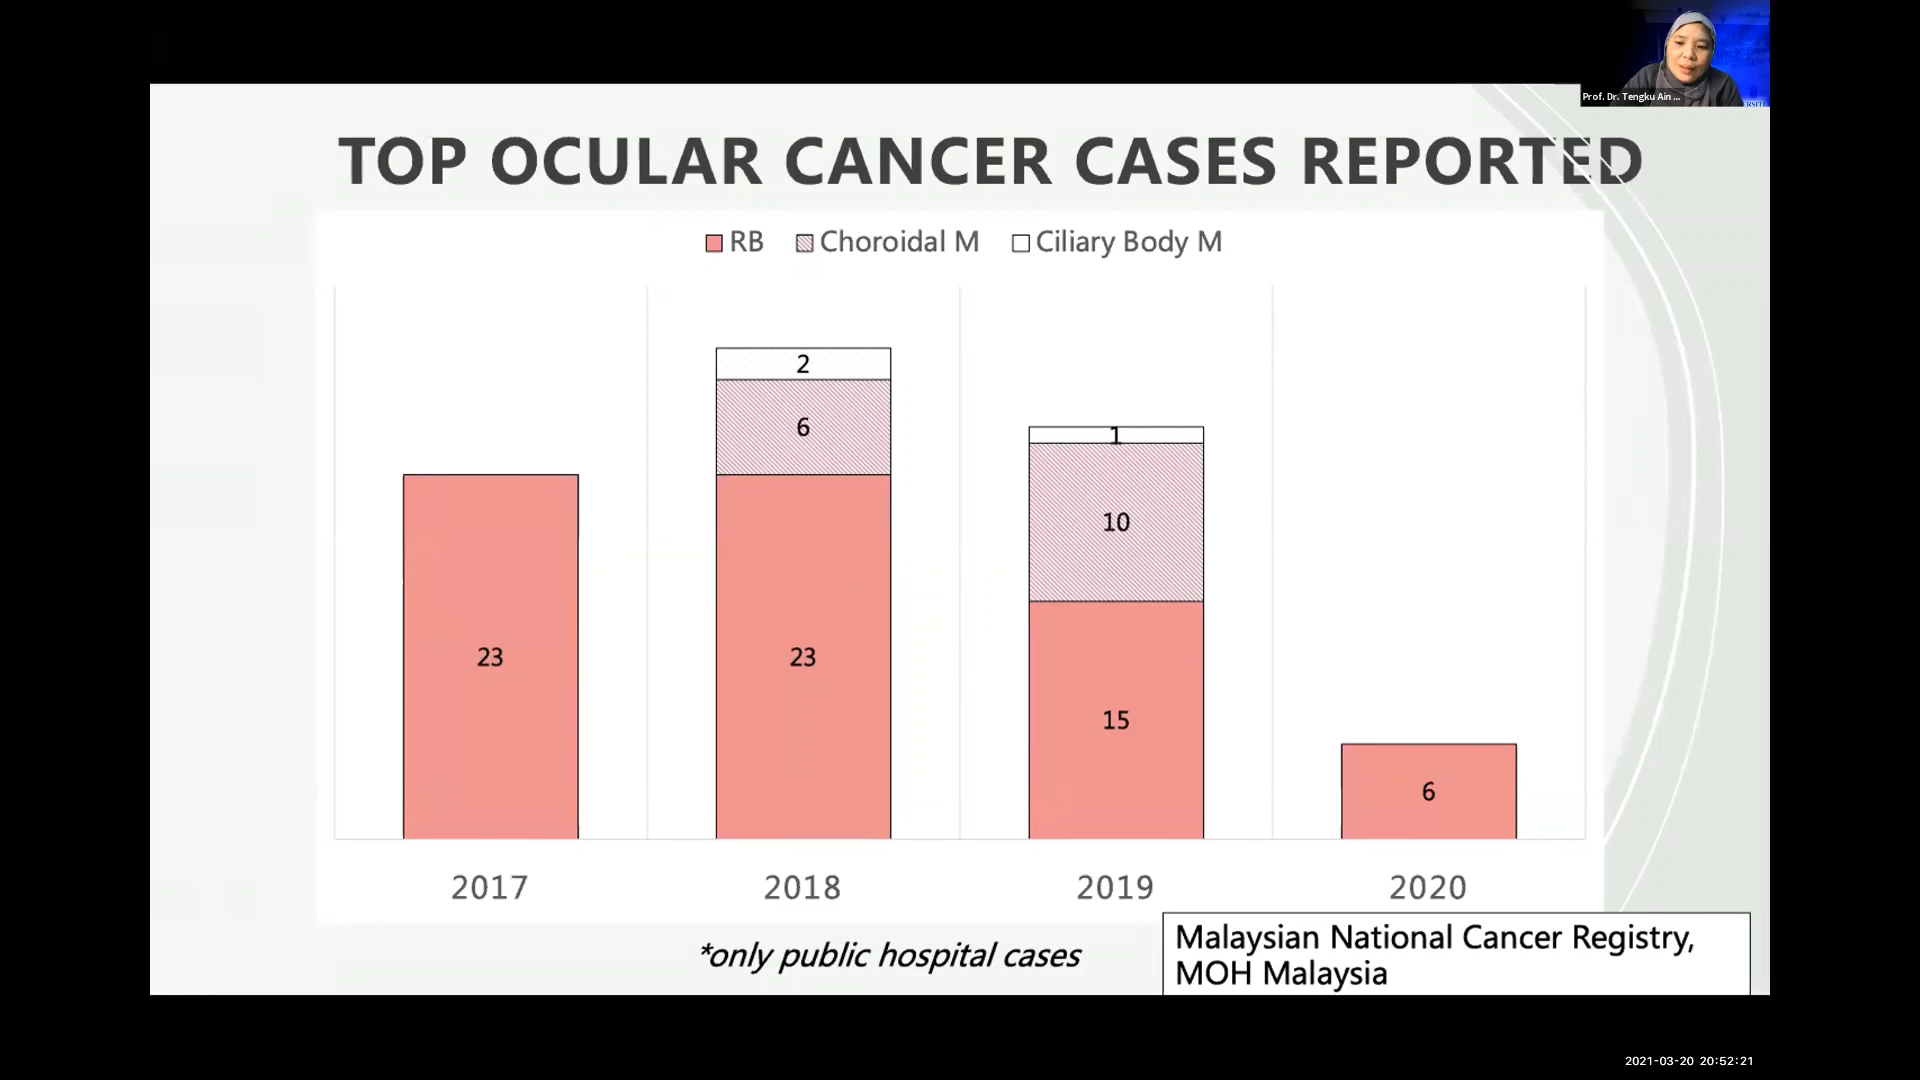 Prof. Dr. Tengku Ain ...
TOP OCULAR CANCER CASES REPORTED
RB Choroidal M Ciliary Body M
2
6
1
10
23
23
15
6
2017 2018 2019 2020
*only public hospital cases
Malaysian National Cancer Registry,
MOH Malaysia
2021-03-20 20:52:21